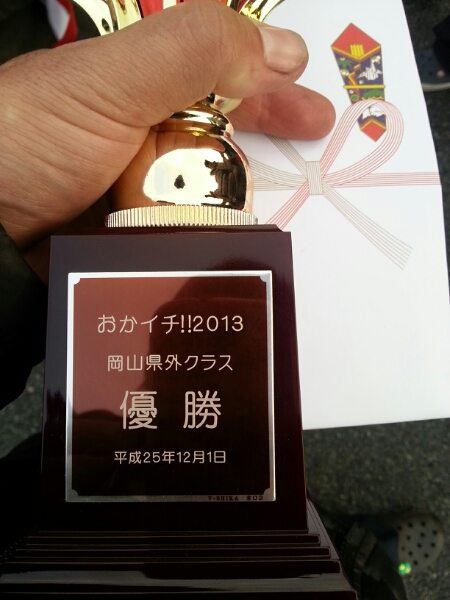 おかイチ!!2013
岡山県外クラス
優勝
平成25年12月1日